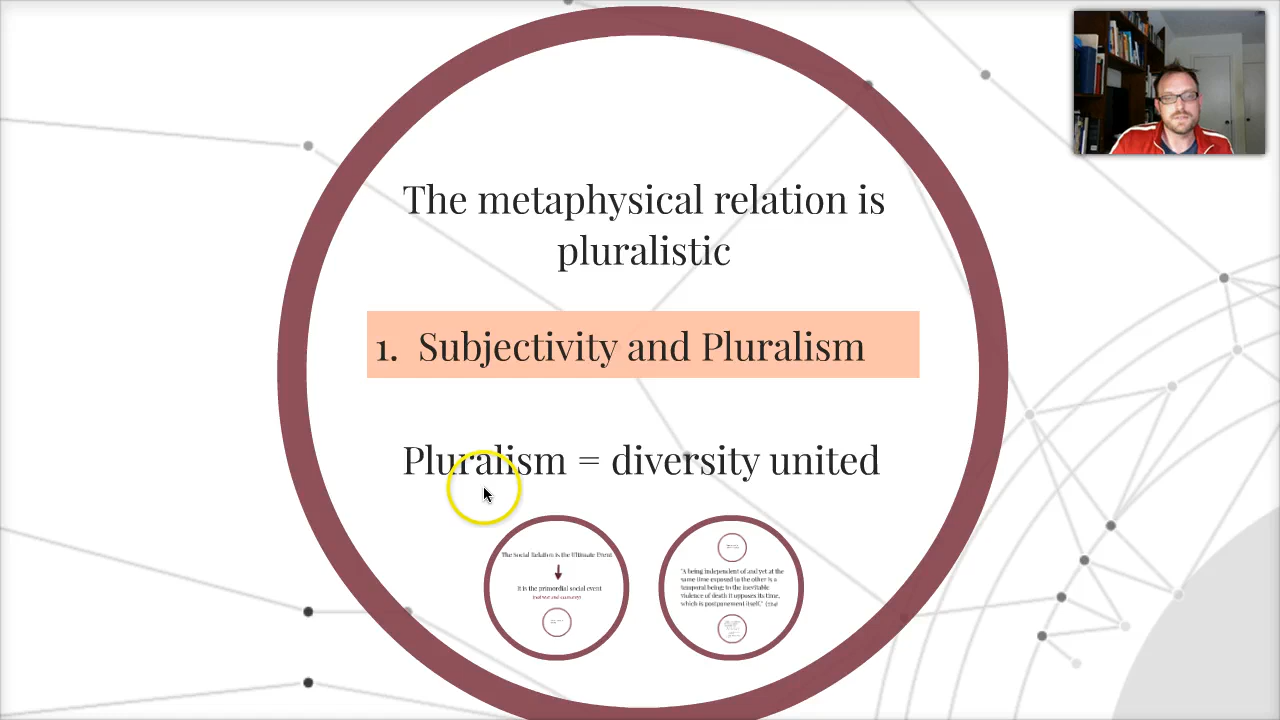 The metaphysical relation is
pluralistic
1. Subjectivity and Pluralism
Pluralism = diversity united
The Social Relation is the Ultimate Event
It is the primordial social event
"A being independent of and yet at the
same time exposed to the other is a
temporal being: to the inevitable
violence of death it opposes its time,
which is postponement itself."